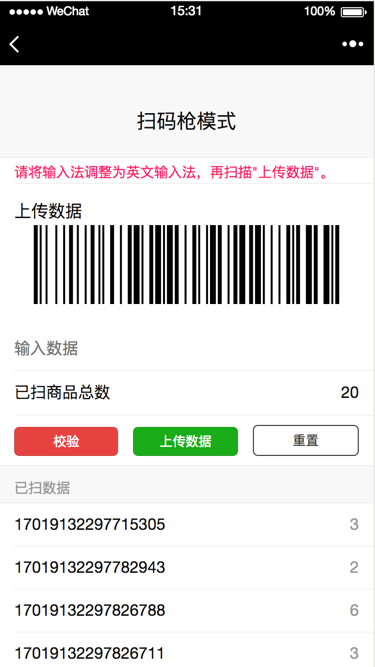 WeChat 15:31 100%
扫码枪模式
请将输入法调整为英文输入法，再扫描"上传数据"。
上传数据
输入数据
已扫商品总数 20
校验 上传数据 重置
已扫数据
17019132297715305 3
17019132297782943 2
17019132297826788 6
17019132297826711 3